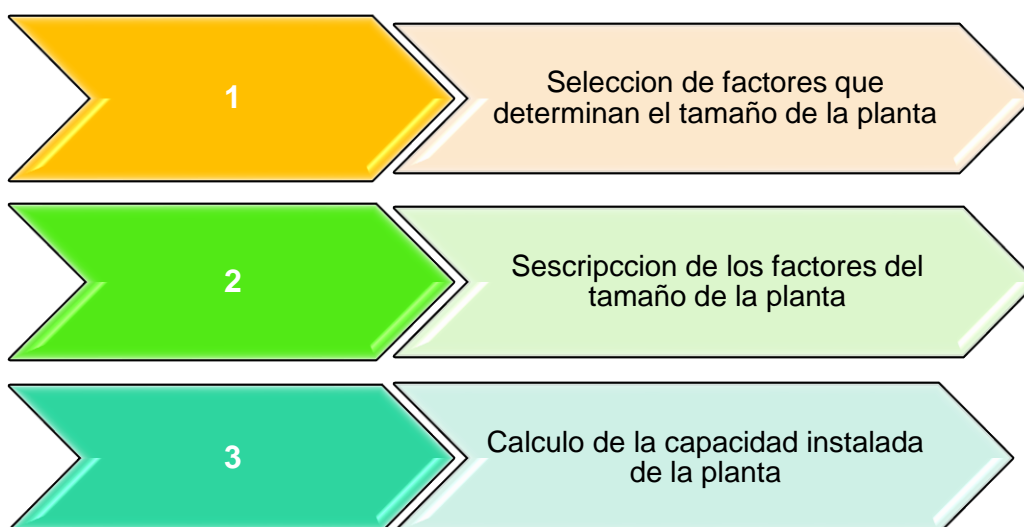 1
Seleccion de factores que
determinan el tamaño de la planta
2
Sescripccion de los factores del
tamaño de la planta
3
Calculo de la capacidad instalada
de la planta